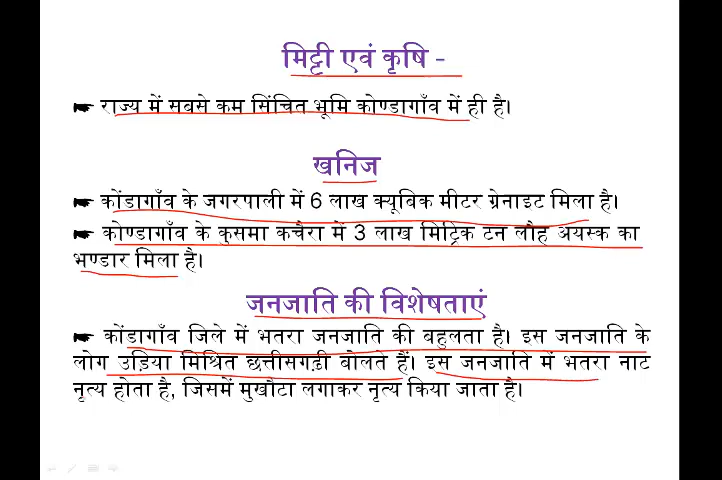 मिट्टी एवं कृषि -
राज्य में सबसे कम सिंचित भूमि कोण्डागाँव में ही है।
खनिज
कोंडागाँव के जगरपाली में 6 लाख क्यूबिक मीटर ग्रेनाइट मिला है।
कोण्डागाँव के कुसमा कचैरा में 3 लाख मिट्रिक टन लौह अयस्क का
भण्डार मिला है।
जनजाति की विशेषताएं
कोंडागाँव जिले में भतरा जनजाति की बहुलता है। इस जनजाति के
लोग उड़िया मिश्रित छत्तीसगढ़ी बोलते हैं। इस जनजाति में भतरा नाट
नृत्य होता है, जिसमें मुखौटा लगाकर नृत्य किया जाता है।